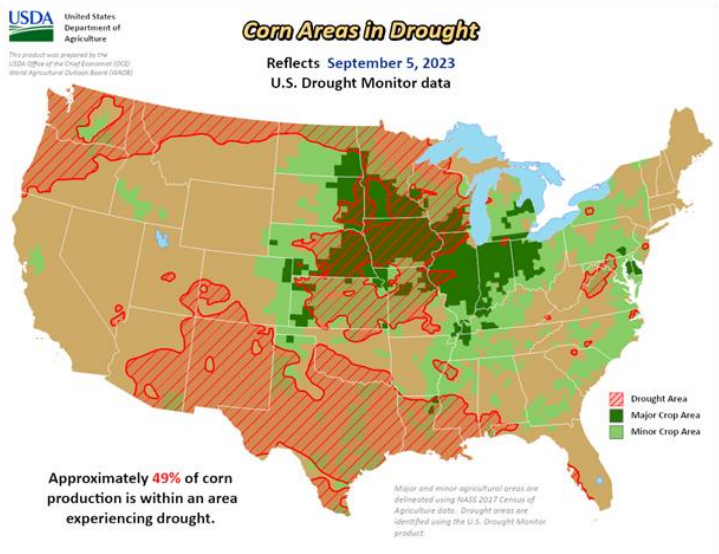 USDA
United States
Department of
Agriculture
This product was prepared by the
USDA Office of the Chief Economist (OCE)
World Agricultural Outlook Board (WAOB)
Corn Areas in Drought
Reflects September 5, 2023
U.S. Drought Monitor data
Drought Area
Major Crop Area
Minor Crop Area
Approximately 49% of corn
production is within an area
experiencing drought.
Major and minor agricultural areas are
delineated using NASS 2017 Census of
Agriculture data. Drought areas are
identified using the U.S. Drought Monitor
product.